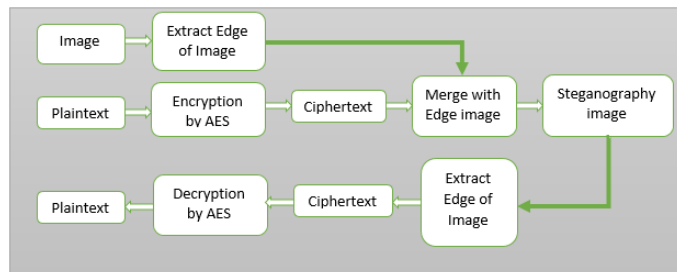 Image
Extract Edge
of Image
Plaintext
Encryption
by AES
Ciphertext
Merge with
Edge image
Steganography
image
Plaintext
Decryption
by AES
Ciphertext
Extract
Edge of
Image